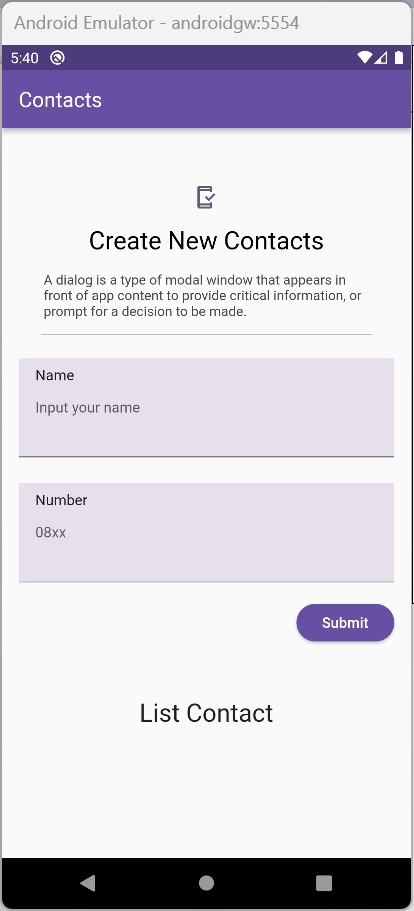 Android Emulator - androidgw:5554
5:40
Contacts
Create New Contacts
A dialog is a type of modal window that appears in
front of app content to provide critical information, or
prompt for a decision to be made.
Name
Input your name
Number
08xx
Submit
List Contact